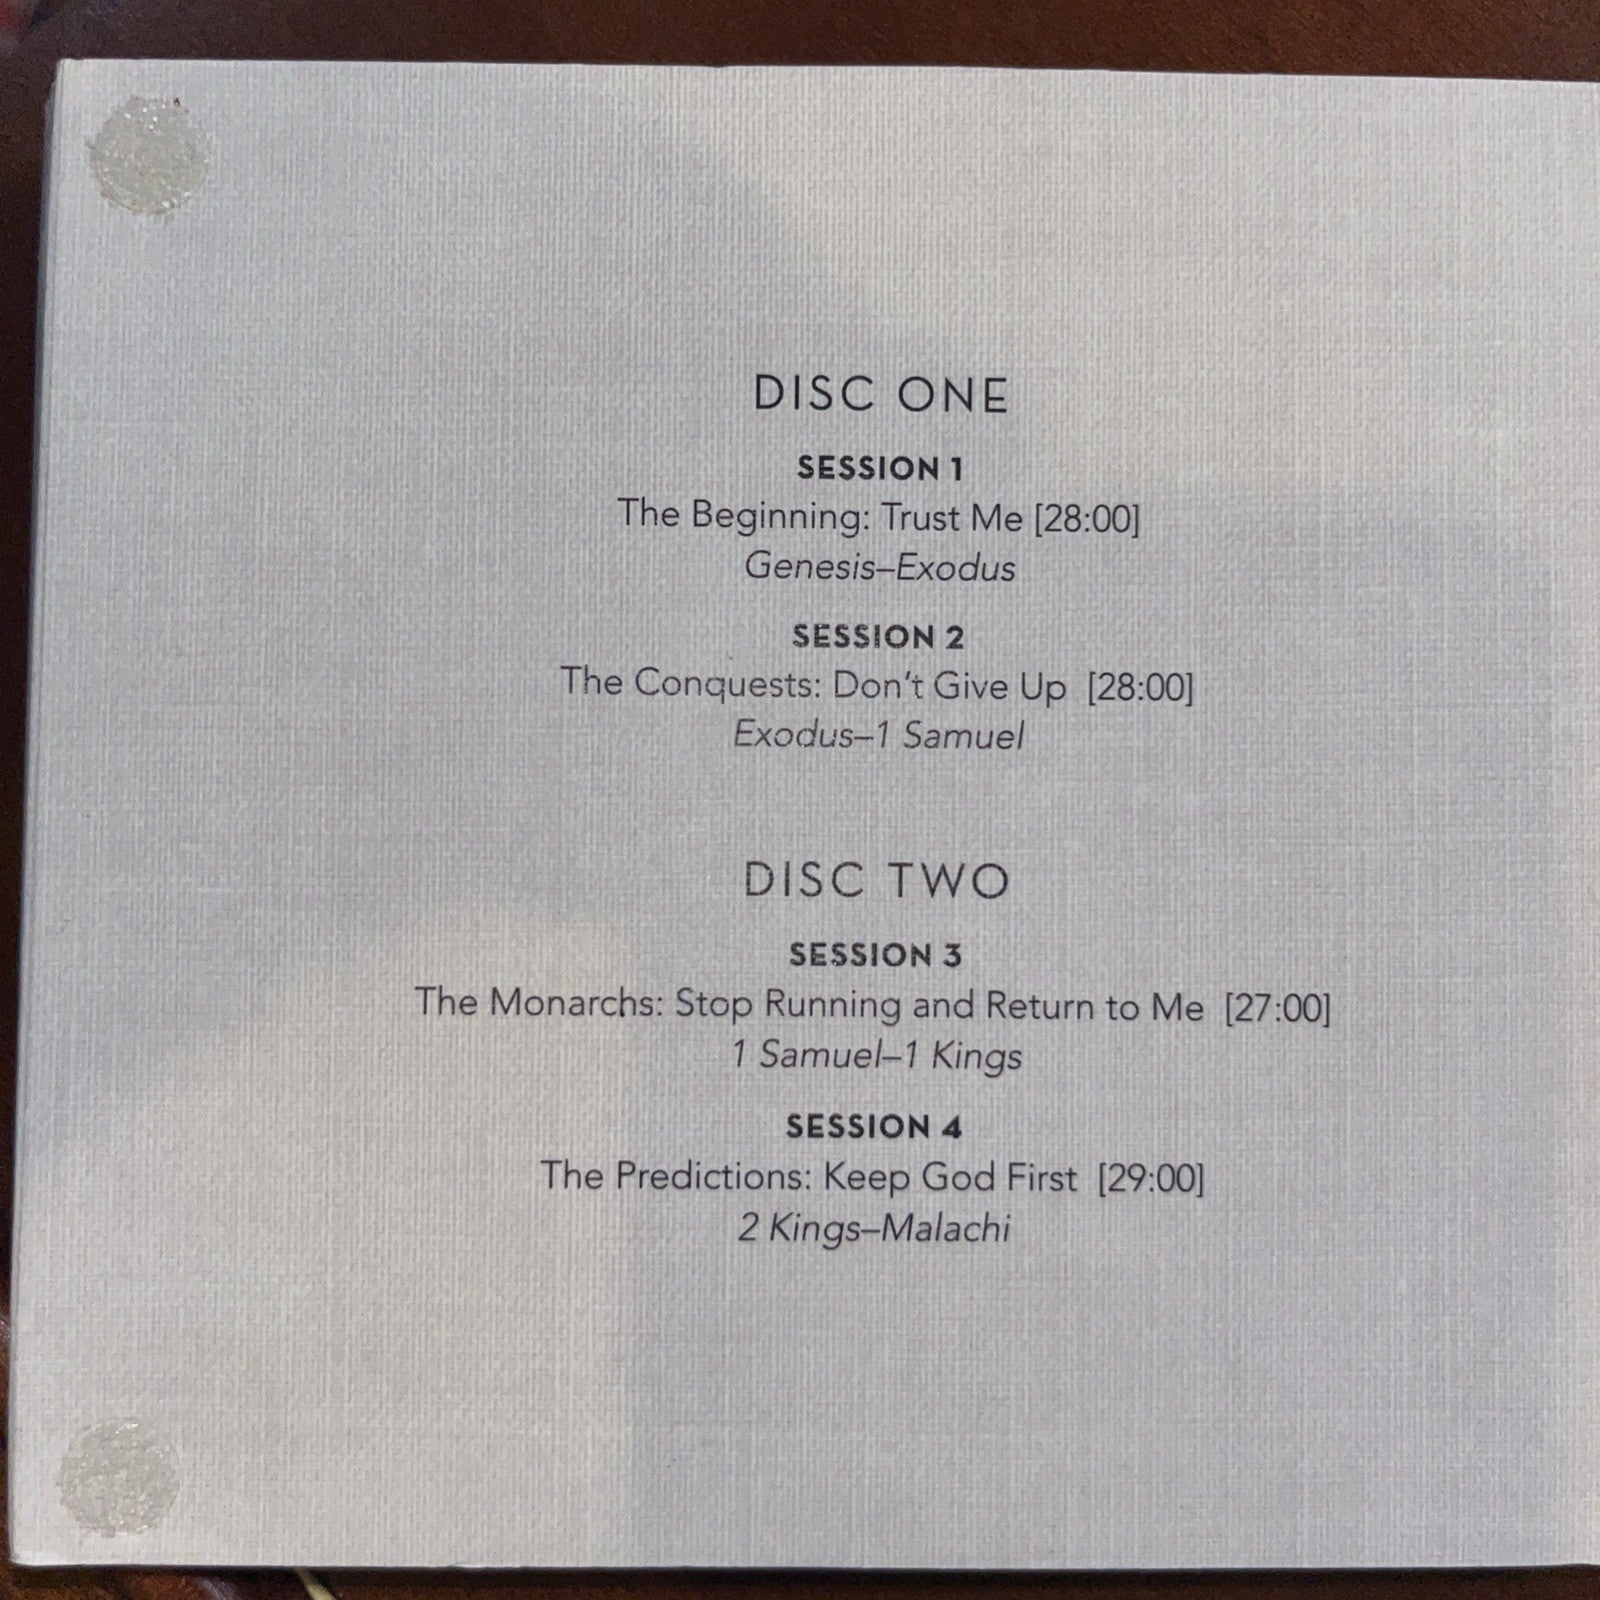 DISC ONE
SESSION 1
The Beginning: Trust Me [28:00]
Genesis–Exodus
SESSION 2
The Conquests: Don't Give Up [28:00]
Exodus–1 Samuel
DISC TWO
SESSION 3
The Monarchs: Stop Running and Return to Me [27:00]
1 Samuel–1 Kings
SESSION 4
The Predictions: Keep God First [29:00]
2 Kings–Malachi